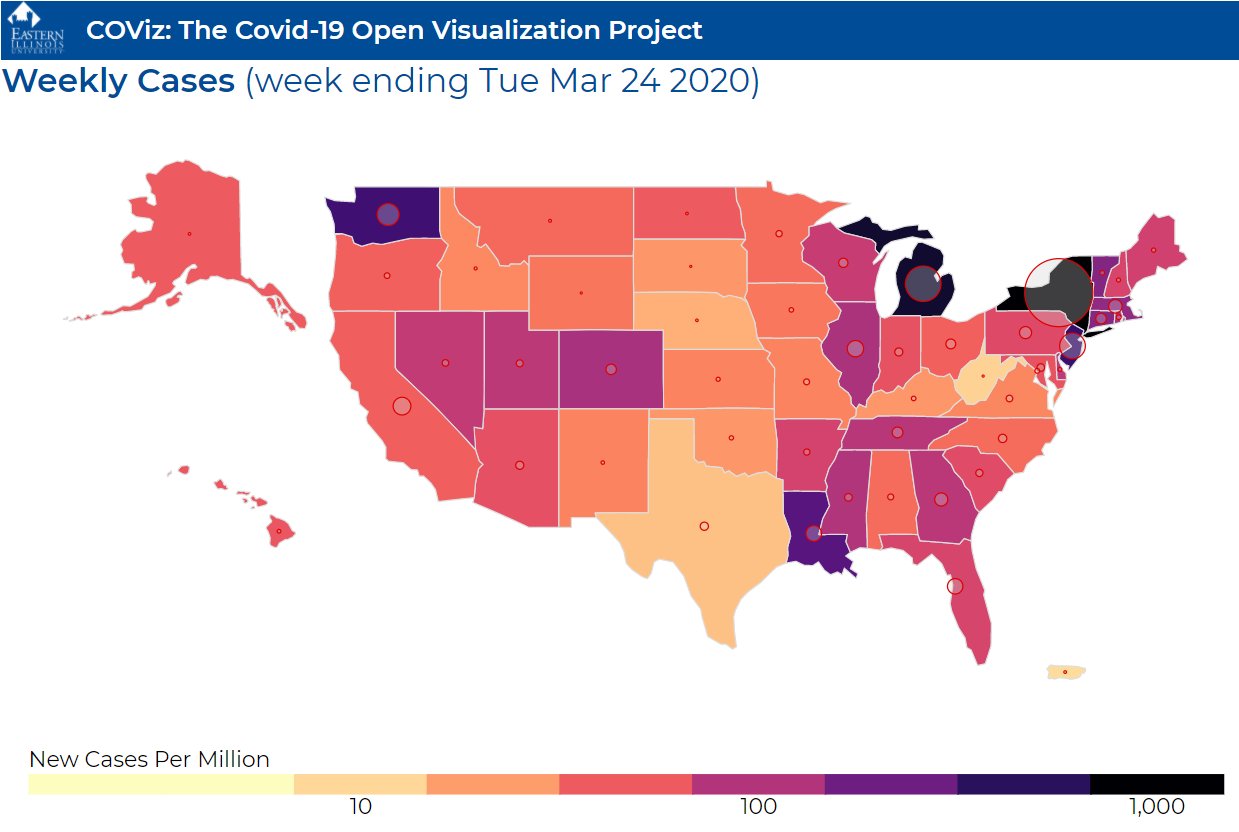 EASTERN
ILLINOIS
UNIVERSITY
COViz: The Covid-19 Open Visualization Project
Weekly Cases (week ending Tue Mar 24 2020)
New Cases Per Million
10
100
1,000